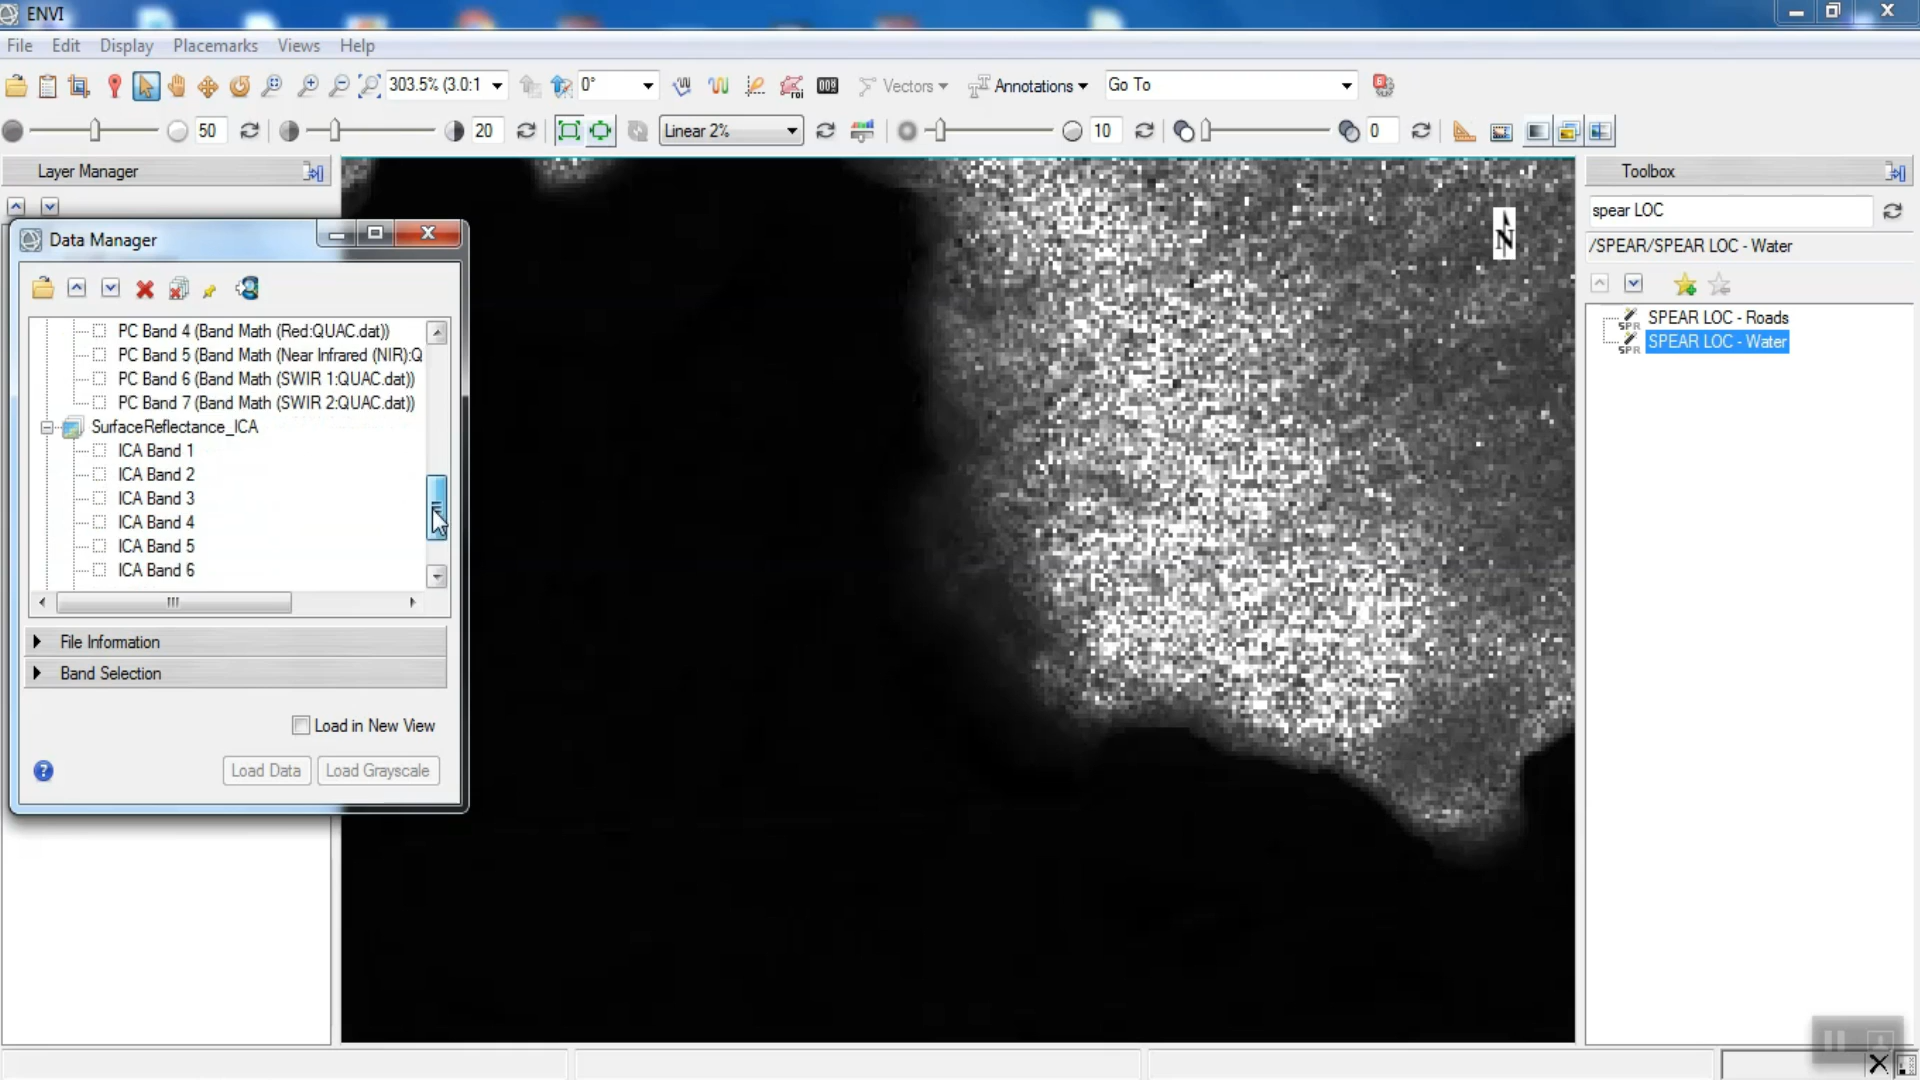 ENVI
File Edit Display Placemarks Views Help
303.5% (3.0:1 0° Vectors Annotations Go To
50 20 Linear 2% 10 0
Layer Manager
Toolbox
spear LOC
/SPEAR/SPEAR LOC - Water
SPEAR LOC - Roads
SPEAR LOC - Water
N
Data Manager
PC Band 4 (Band Math (Red:QUAC.dat))
PC Band 5 (Band Math (Near Infrared (NIR):Q
PC Band 6 (Band Math (SWIR 1:QUAC.dat))
PC Band 7 (Band Math (SWIR 2:QUAC.dat))
SurfaceReflectance_ICA
ICA Band 1
ICA Band 2
ICA Band 3
ICA Band 4
ICA Band 5
ICA Band 6
File Information
Band Selection
Load in New View
Load Data Load Grayscale